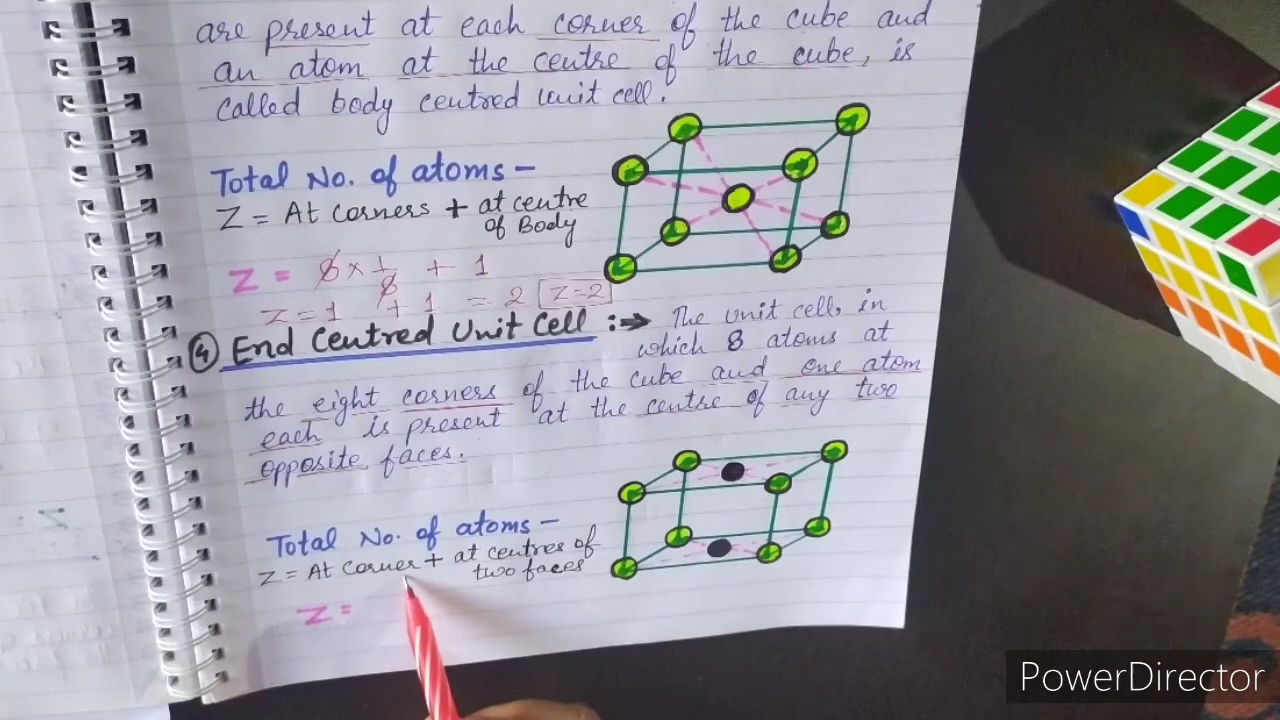 are present at each corner of the cube and
an atom at the centre of the cube, is
called body centred unit cell.
Total No. of atoms -
Z = At corners + at centre
of Body
Z = 8 × 1/8 + 1
Z = 1 + 1 = 2 Z=2
④ End Centred Unit Cell :→ The unit cell, in
which 8 atoms at
the eight corners of the cube and one atom
each is present at the centre of any two
opposite faces.
Total No. of atoms -
Z = At corner + at centres of
two faces
Z =
PowerDirector